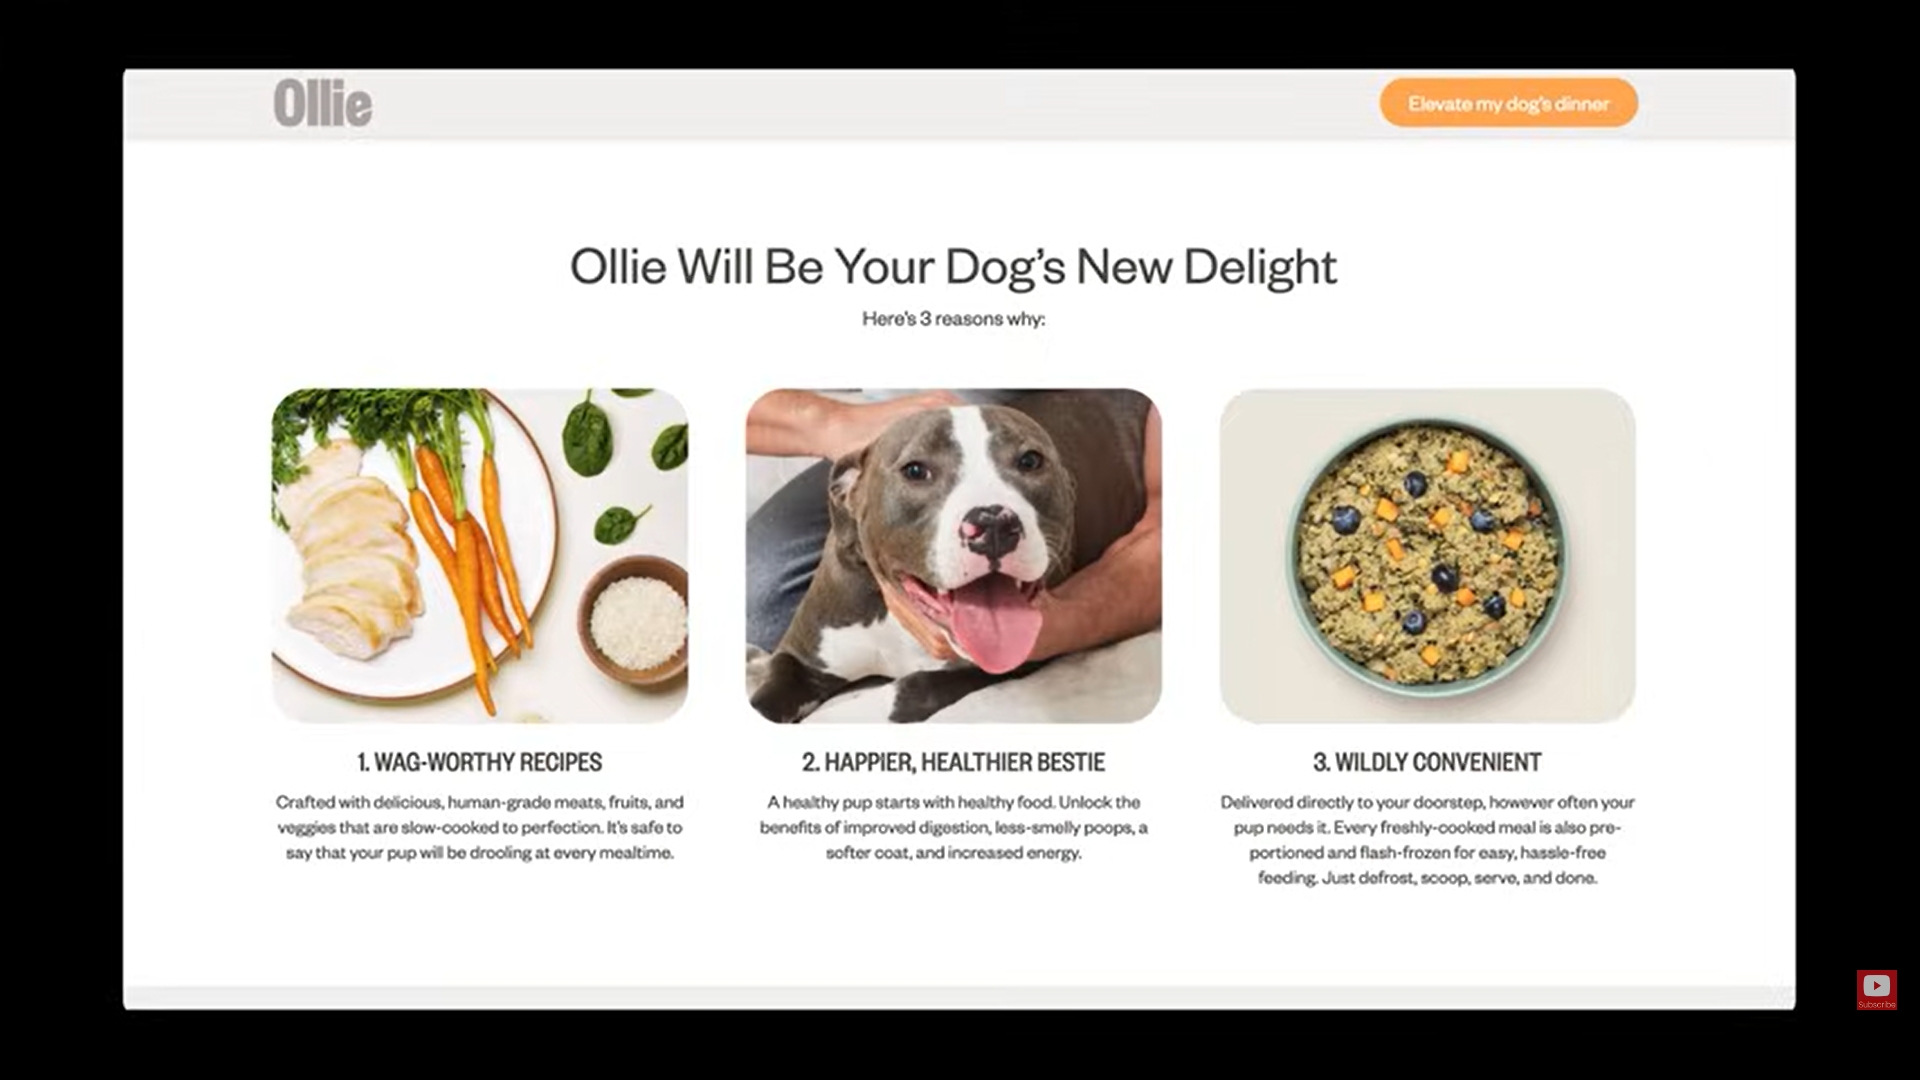 Ollie
Elevate my dog's dinner
Ollie Will Be Your Dog's New Delight
Here's 3 reasons why:
1. WAG-WORTHY RECIPES
Crafted with delicious, human-grade meats, fruits, and
veggies that are slow-cooked to perfection. It's safe to
say that your pup will be drooling at every mealtime.
2. HAPPIER, HEALTHIER BESTIE
A healthy pup starts with healthy food. Unlock the
benefits of improved digestion, less-smelly poops, a
softer coat, and increased energy.
3. WILDLY CONVENIENT
Delivered directly to your doorstep, however often your
pup needs it. Every freshly-cooked meal is also pre-
portioned and flash-frozen for easy, hassle-free
feeding. Just defrost, scoop, serve, and done.
Subscribe